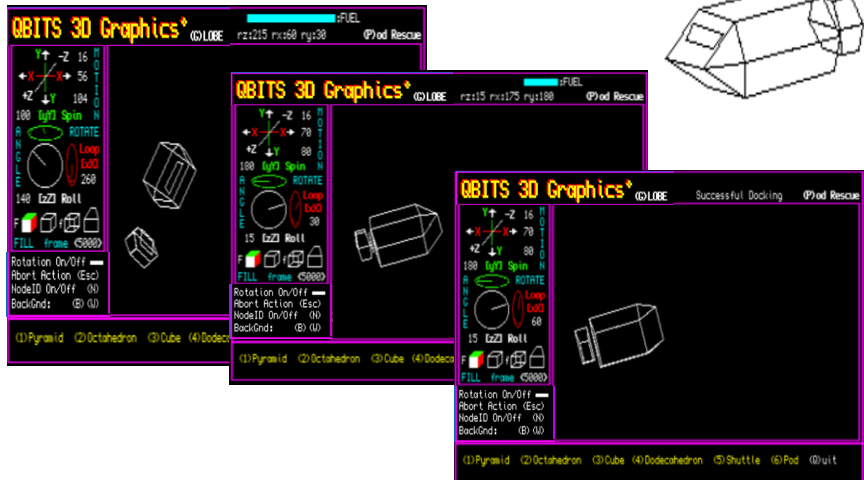 :FUEL
QBITS 3D Graphics* (G)LOBE rz:215 rx:60 ry:30 (P)od Rescue
Y -Z 16 MOTION
X X 56
+Z Y 104
100 [yY] Spin
ANGLE ROTATE
Loop
[xX]
260
140 [zZ] Roll
F f
FILL frame <5000>
Rotation On/Off
Abort Action (Esc)
NodeID On/Off (N)
BackGnd: (B) (W)
(1)Pyramid (2)Octahedron (3)Cube (4)Dodec
:FUEL
QBITS 3D Graphics* (G)LOBE rz:15 rx:175 ry:180 (P)od Rescue
Y -Z 16 MOTION
X X 70
+Z Y 80
180 [yY] Spin
ANGLE ROTATE
Loop
[xX]
30
15 [zZ] Roll
F f
FILL frame <5000>
Rotation On/Off
Abort Action (Esc)
NodeID On/Off (N)
BackGnd: (B) (W)
(1)Pyramid (2)Octahedron (3)Cube (4)Dodeca
QBITS 3D Graphics* (G)LOBE Successful Docking (P)od Rescue
Y -Z 16 MOTION
X X 70
+Z Y 80
180 [yY] Spin
ANGLE ROTATE
Loop
[xX]
60
15 [zZ] Roll
F f
FILL frame <5000>
Rotation On/Off
Abort Action (Esc)
NodeID On/Off (N)
BackGnd: (B) (W)
(1)Pyramid (2)Octahedron (3)Cube (4)Dodecahedron (5)Shuttle (6)Pod (Q)uit